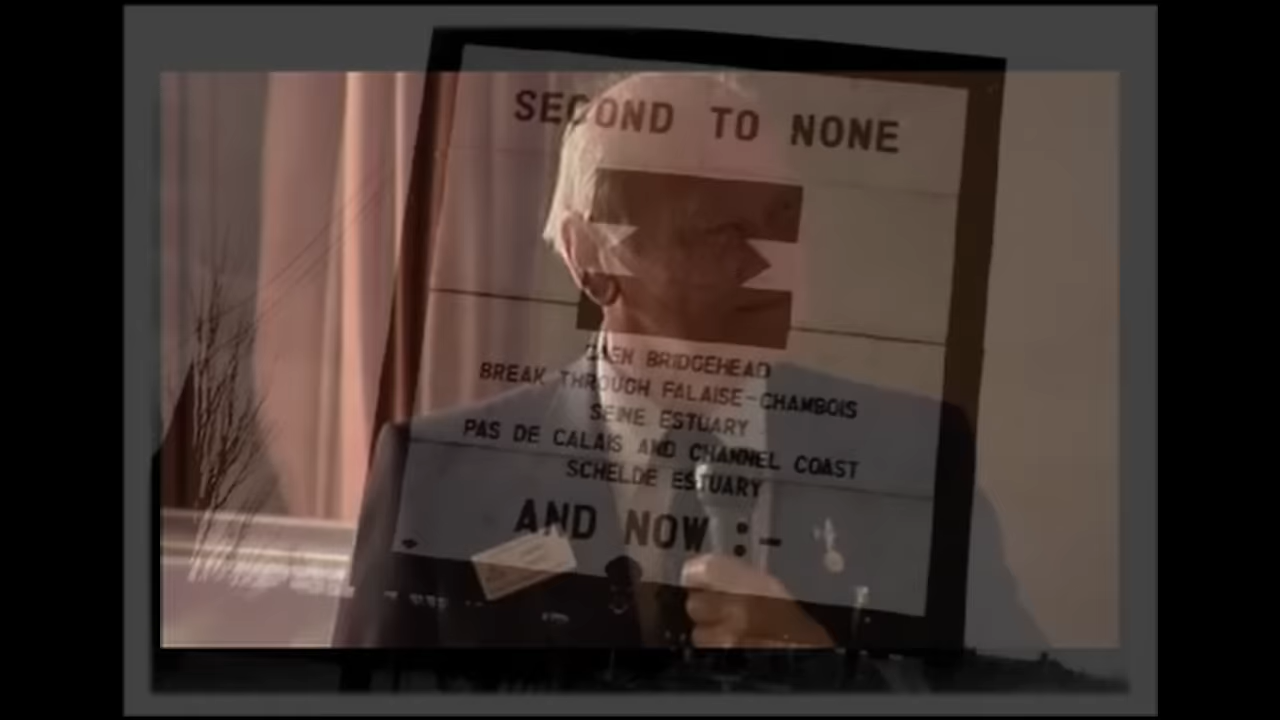 SECOND TO NONE
CAEN BRIDGEHEAD
BREAK THROUGH FALAISE-CHAMBOIS
SEINE ESTUARY
PAS DE CALAIS AND CHANNEL COAST
SCHELDE ESTUARY
AND NOW :-